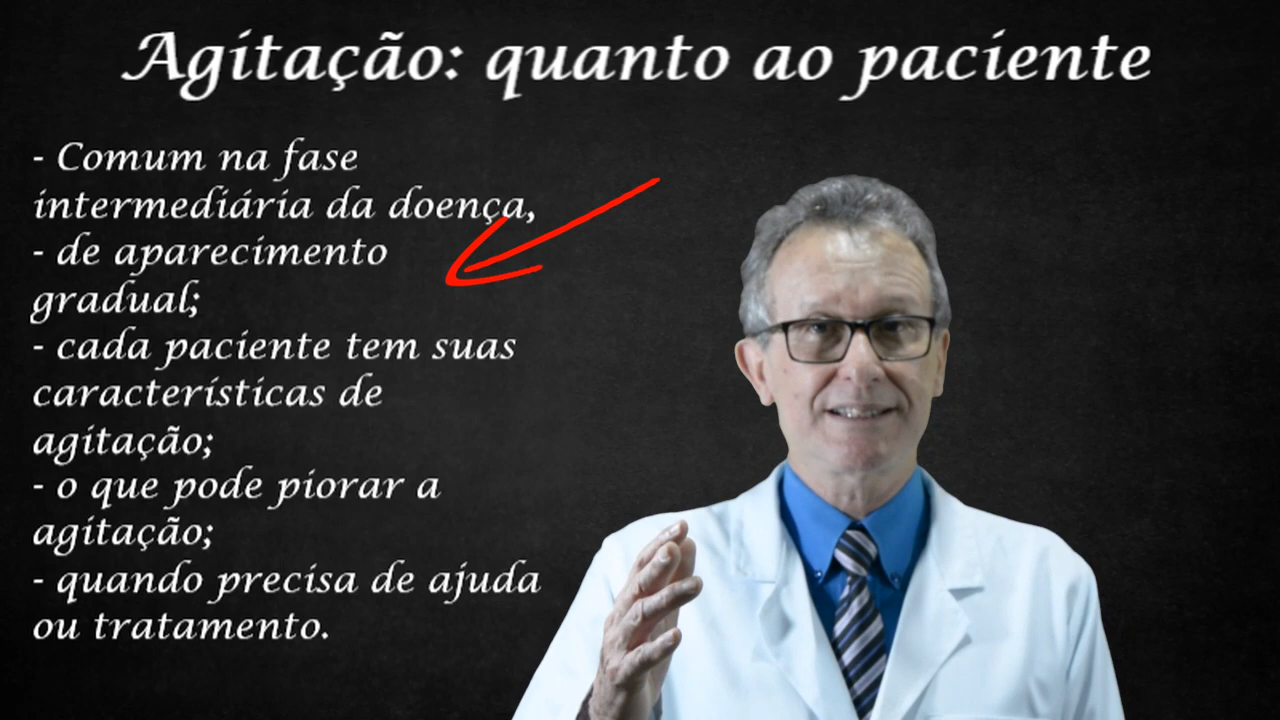 Agitação: quanto ao paciente
- Comum na fase
intermediária da doença,
- de aparecimento
gradual;
- cada paciente tem suas
características de
agitação;
- o que pode piorar a
agitação;
- quando precisa de ajuda
ou tratamento.